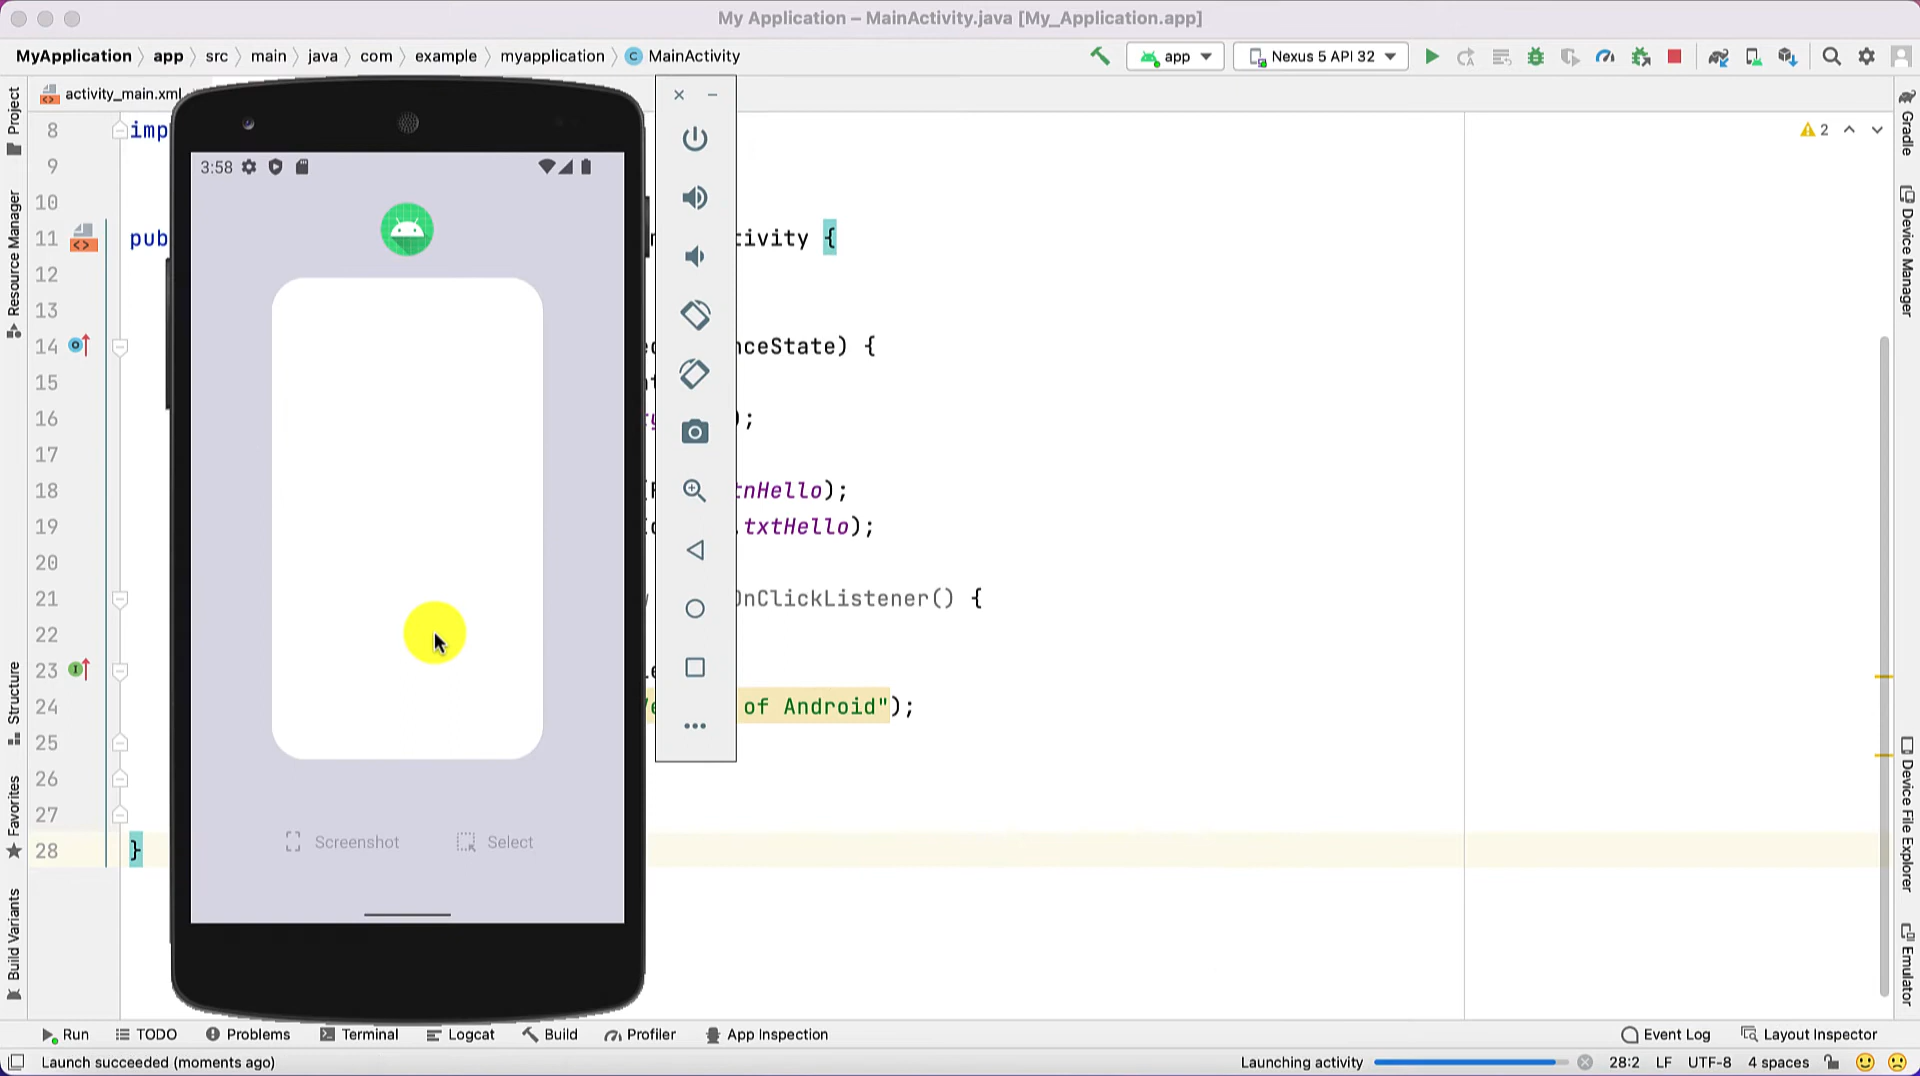 My Application – MainActivity.java [My_Application.app]
MyApplication app src main java com example myapplication MainActivity
app Nexus 5 API 32
activity_main.xml
Project
Resource Manager
Structure
Favorites
Build Variants
8 imp
9
10
11 pub tivity {
12
13
14 nceState) {
15
16 );
17
18 tnHello);
19 .txtHello);
20
21 OnClickListener() {
22
23
24 of Android");
25
26
27
28 }
3:58
Screenshot Select
2
Gradle
Device Manager
Device File Explorer
Emulator
Run TODO Problems Terminal Logcat Build Profiler App Inspection Event Log Layout Inspector
Launch succeeded (moments ago) Launching activity 28:2 LF UTF-8 4 spaces